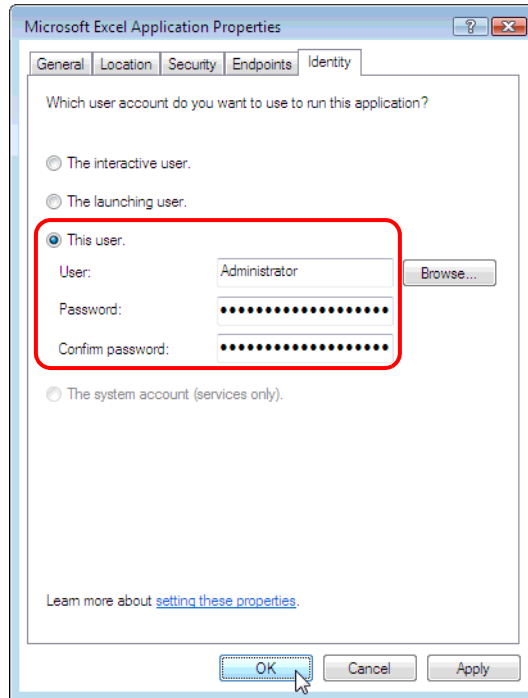 Microsoft Excel Application Properties
General Location Security Endpoints Identity
Which user account do you want to use to run this application?
The interactive user.
The launching user.
This user.
User: Administrator Browse...
Password: ●●●●●●●●●●●●●●●●●●●
Confirm password: ●●●●●●●●●●●●●●●●●●●
The system account (services only).
Learn more about setting these properties.
OK Cancel Apply